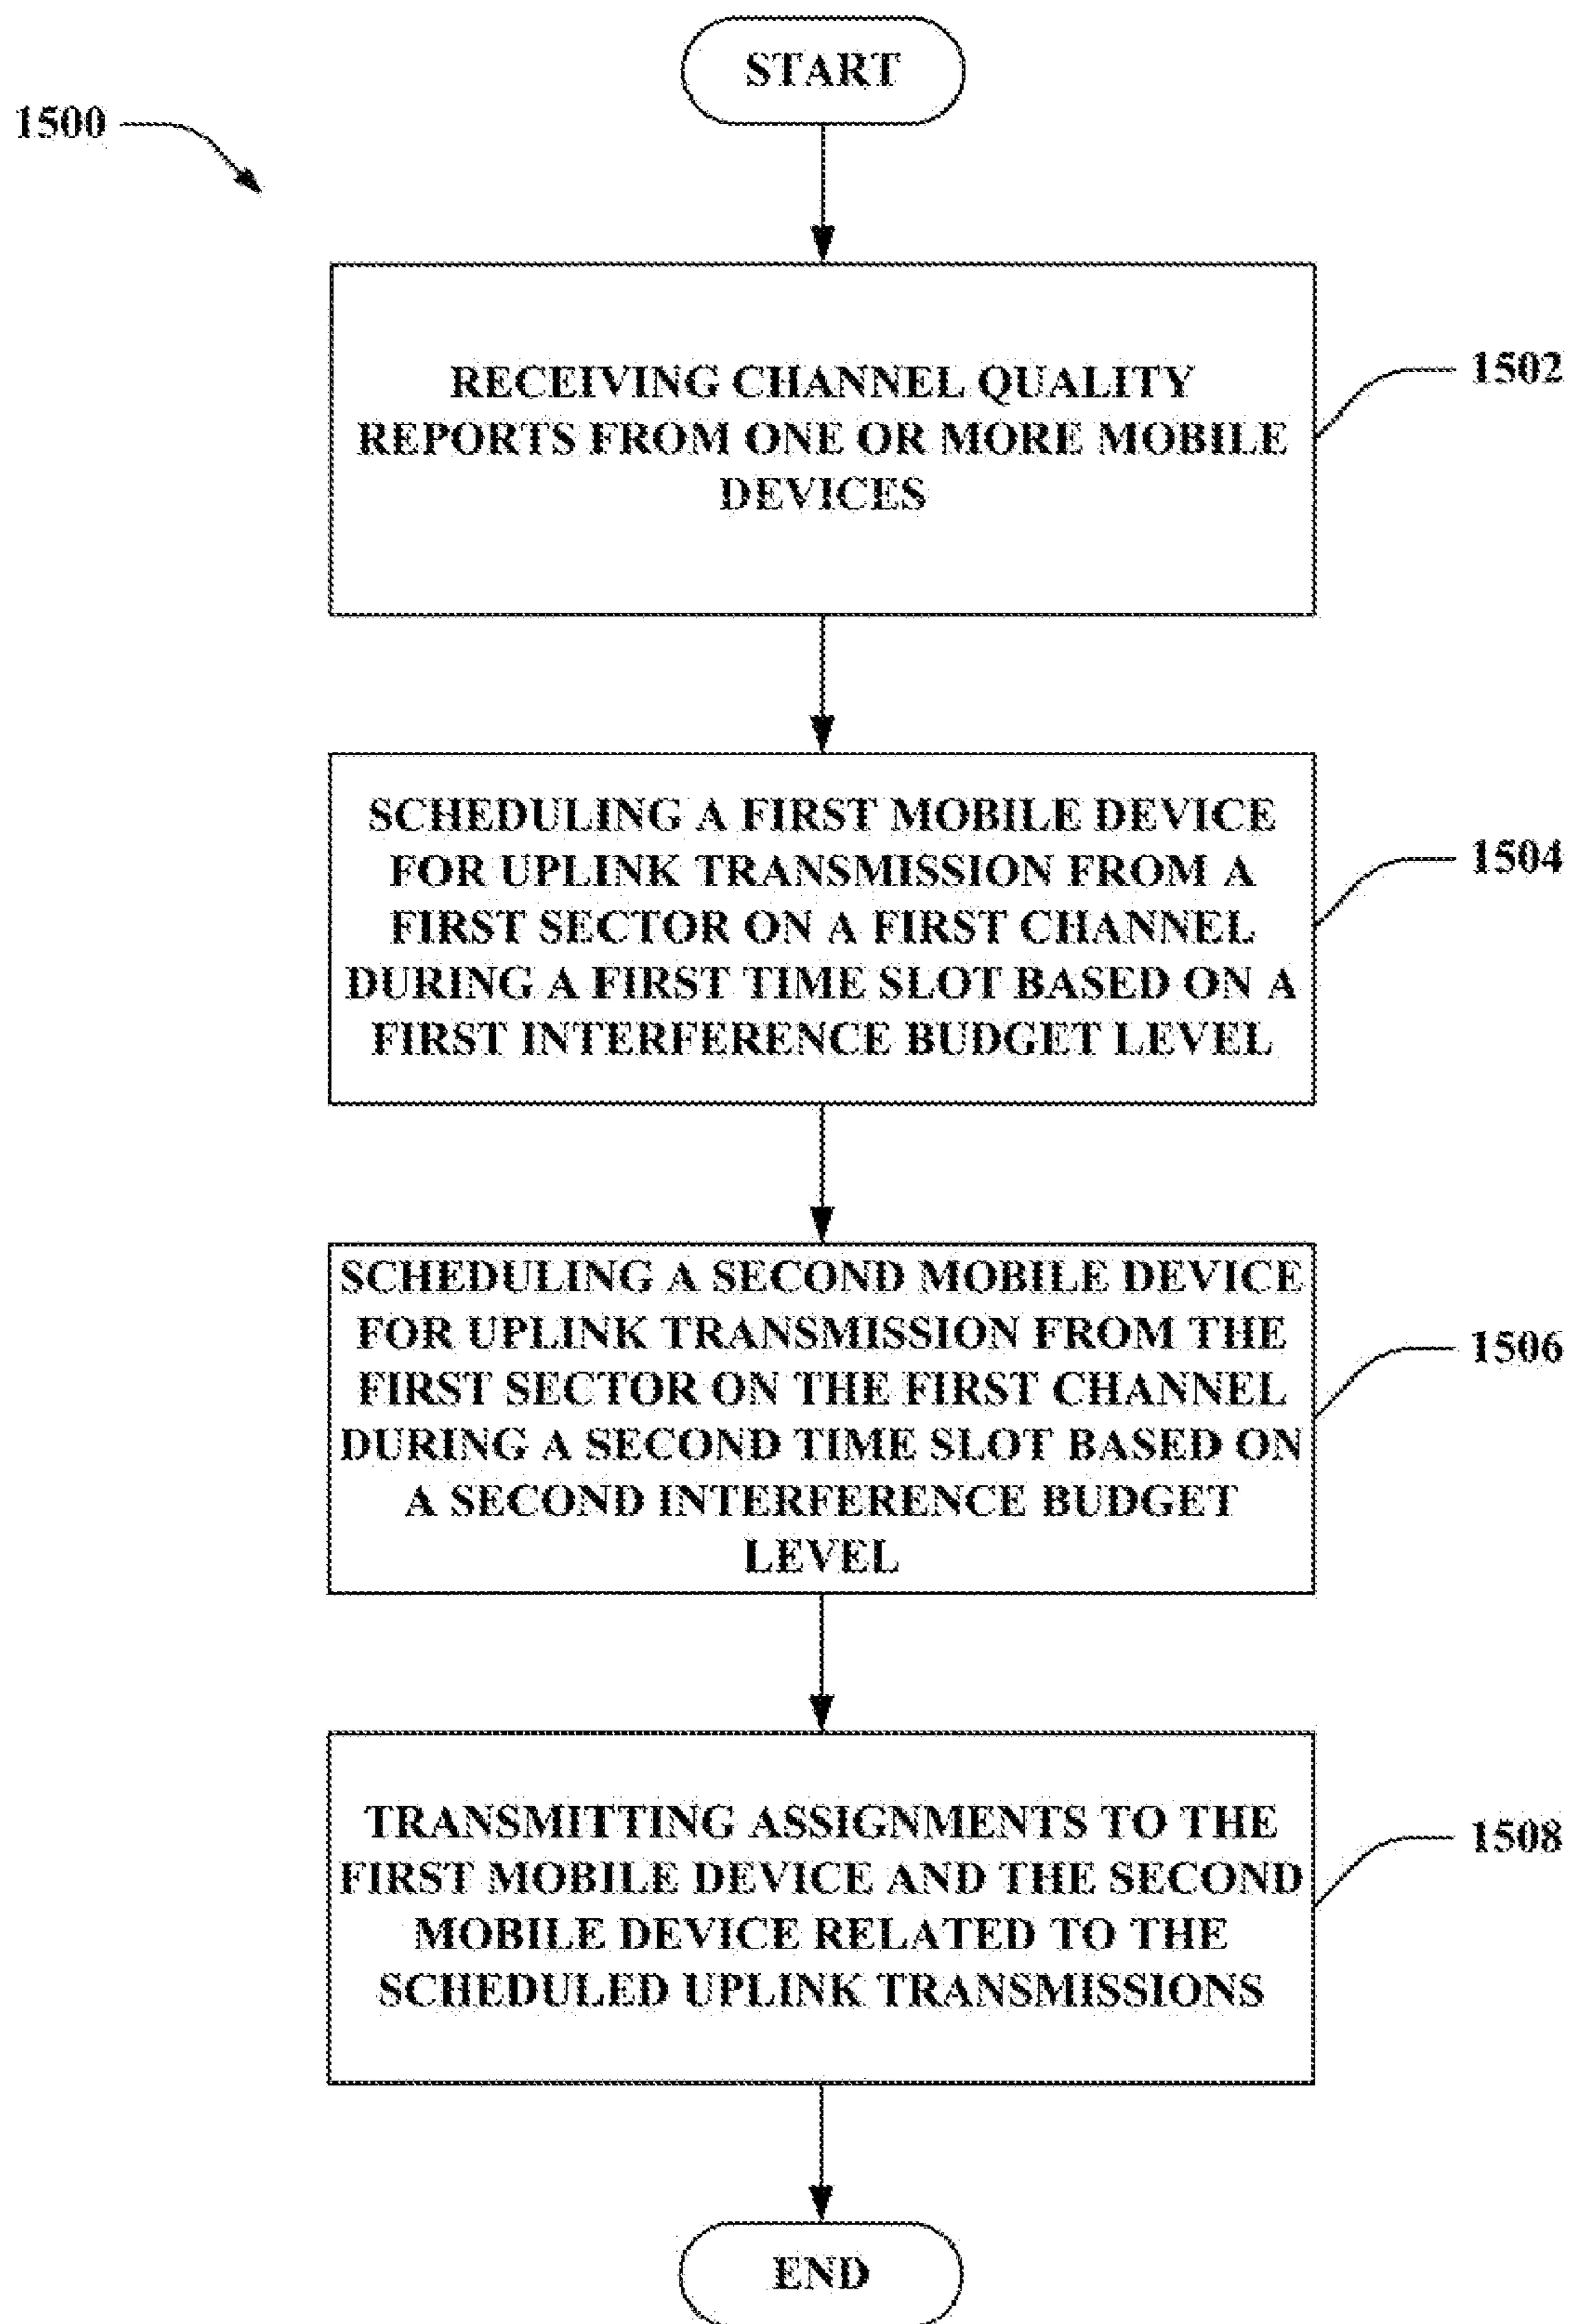 START
1500
RECEIVING CHANNEL QUALITY
REPORTS FROM ONE OR MORE MOBILE
DEVICES
1502
SCHEDULING A FIRST MOBILE DEVICE
FOR UPLINK TRANSMISSION FROM A
FIRST SECTOR ON A FIRST CHANNEL
DURING A FIRST TIME SLOT BASED ON A
FIRST INTERFERENCE BUDGET LEVEL
1504
SCHEDULING A SECOND MOBILE DEVICE
FOR UPLINK TRANSMISSION FROM THE
FIRST SECTOR ON THE FIRST CHANNEL
DURING A SECOND TIME SLOT BASED ON
A SECOND INTERFERENCE BUDGET
LEVEL
1506
TRANSMITTING ASSIGNMENTS TO THE
FIRST MOBILE DEVICE AND THE SECOND
MOBILE DEVICE RELATED TO THE
SCHEDULED UPLINK TRANSMISSIONS
1508
END